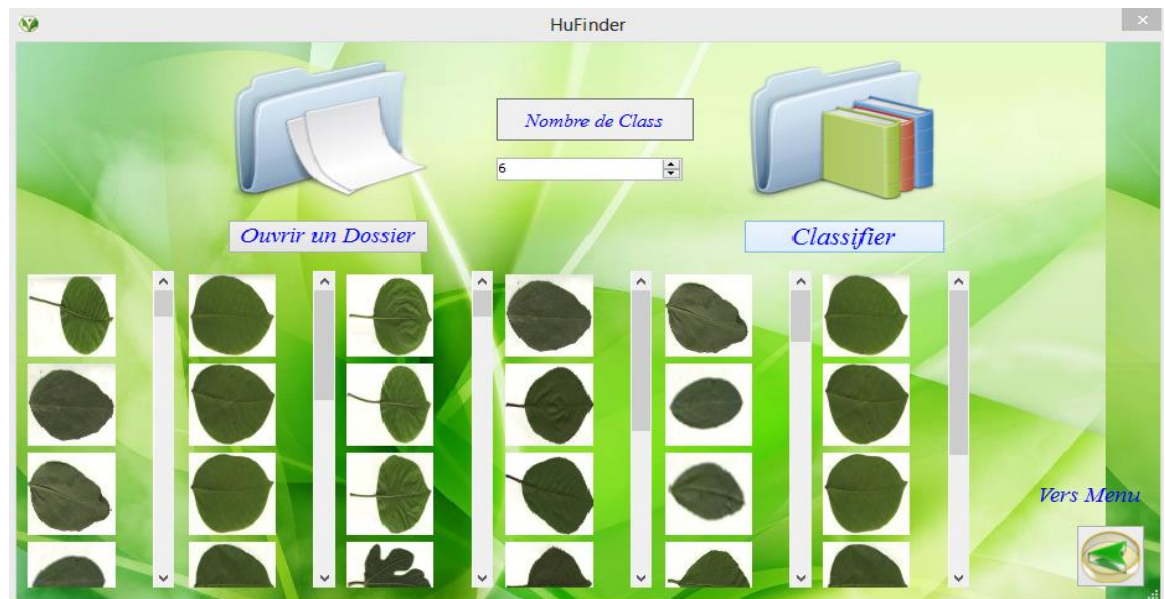 HuFinder
Nombre de Class
6
Ouvrir un Dossier
Classifier
Vers Menu